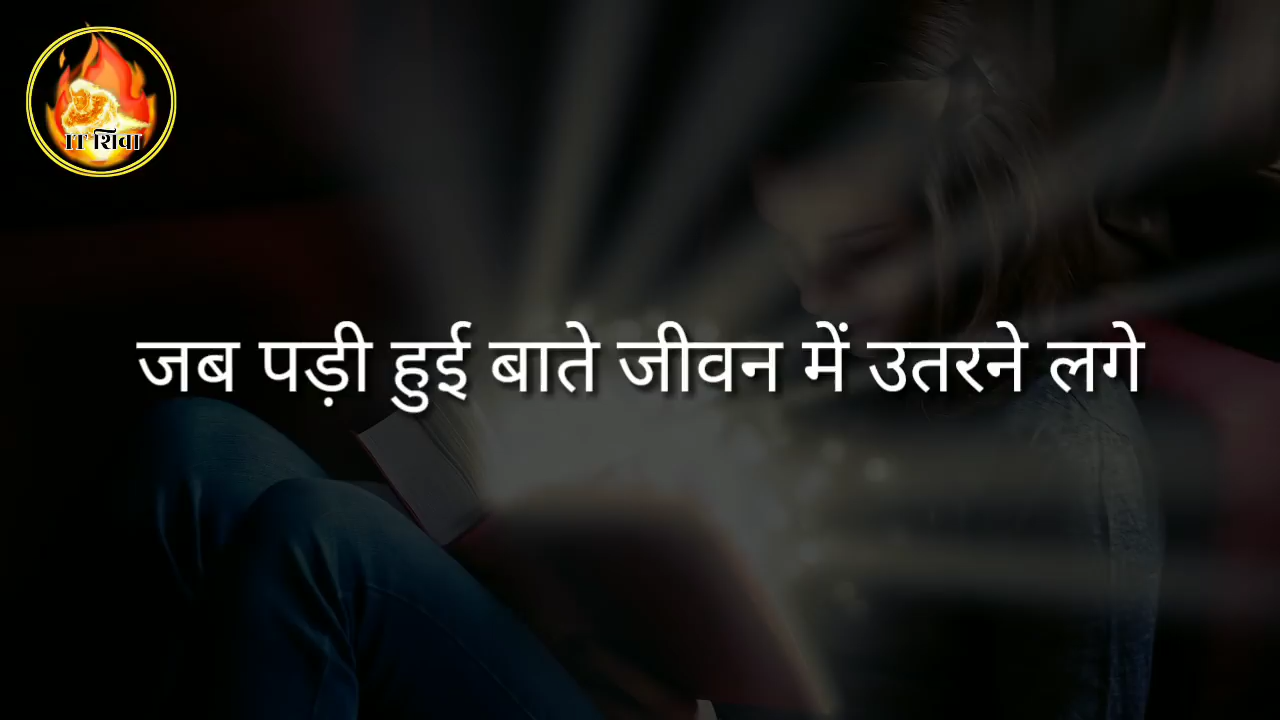 IT शिवा
जब पड़ी हुई बाते जीवन में उतरने लगे